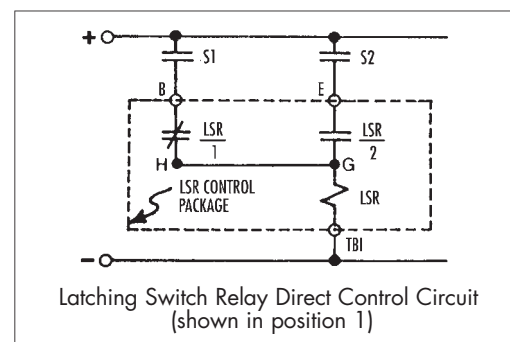 +
S1
S2
B
E
LSR
1
LSR
2
H
G
LSR CONTROL
PACKAGE
LSR
TB1
–
Latching Switch Relay Direct Control Circuit
(shown in position 1)